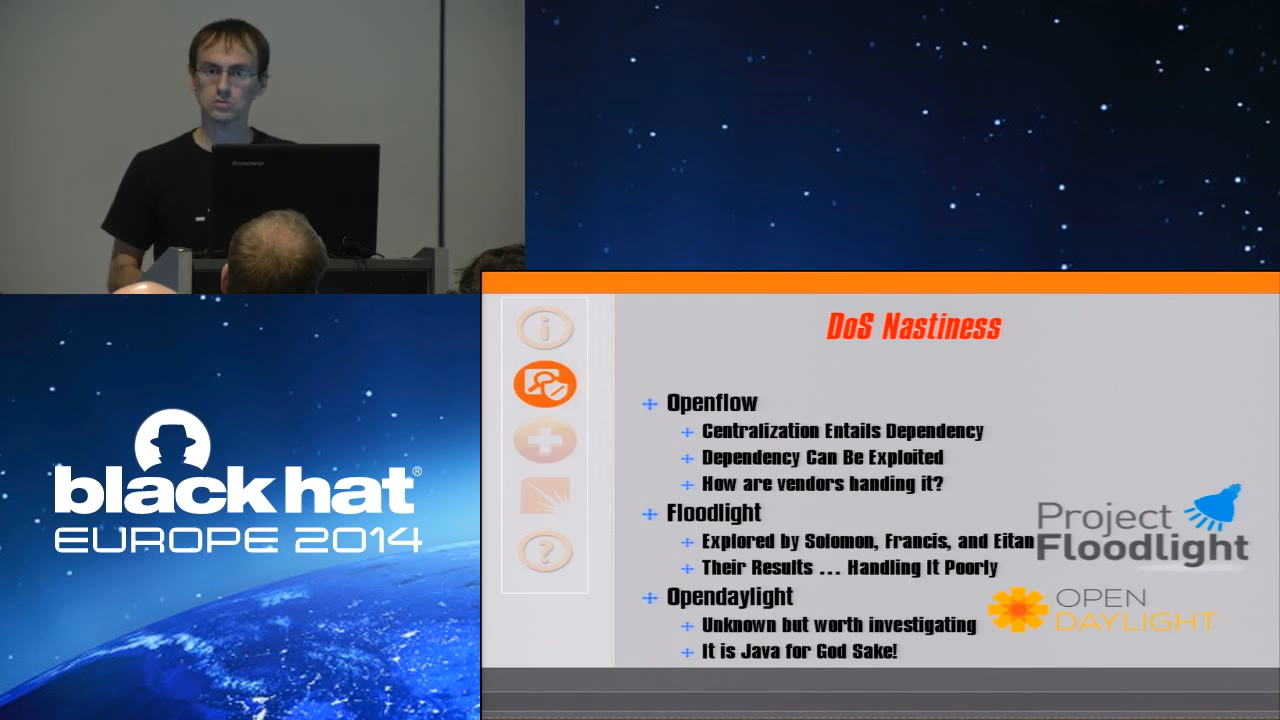 lenovo
DoS Nastiness
Openflow
Centralization Entails Dependency
Dependency Can Be Exploited
How are vendors handing it?
Floodlight
Explored by Solomon, Francis, and Eitan
Their Results ... Handling It Poorly
Opendaylight
Unknown but worth investigating
It is Java for God Sake!
Project
Floodlight
OPEN
DAYLIGHT
black hat®
EUROPE 2014